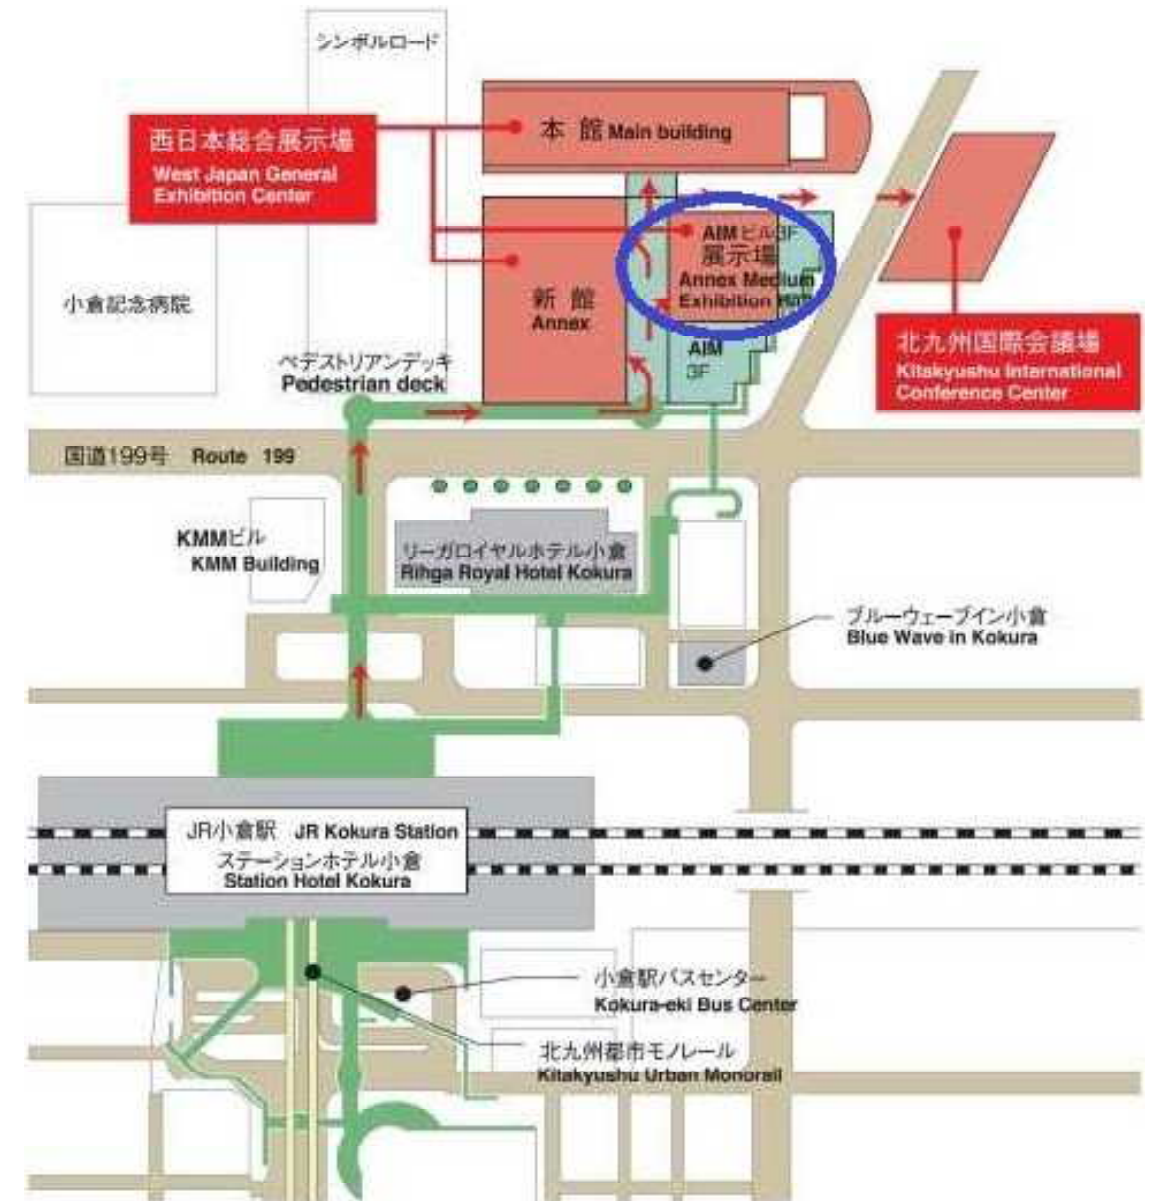 シンボルロード
本 館 Main building
西日本総合展示場
West Japan General
Exhibition Center
AIM ビル3F
展示場
Annex Medium
Exhibition Hall
小倉記念病院
新 館
Annex
北九州国際会議場
Kitakyushu International
Conference Center
AIM
3F
ペデストリアンデッキ
Pedestrian deck
国道199号 Route 199
KMMビル
KMM Building
リーガロイヤルホテル小倉
Rihga Royal Hotel Kokura
ブルーウェーブイン小倉
Blue Wave in Kokura
JR小倉駅 JR Kokura Station
ステーションホテル小倉
Station Hotel Kokura
小倉駅バスセンター
Kokura-eki Bus Center
北九州都市モノレール
Kitakyushu Urban Monorail